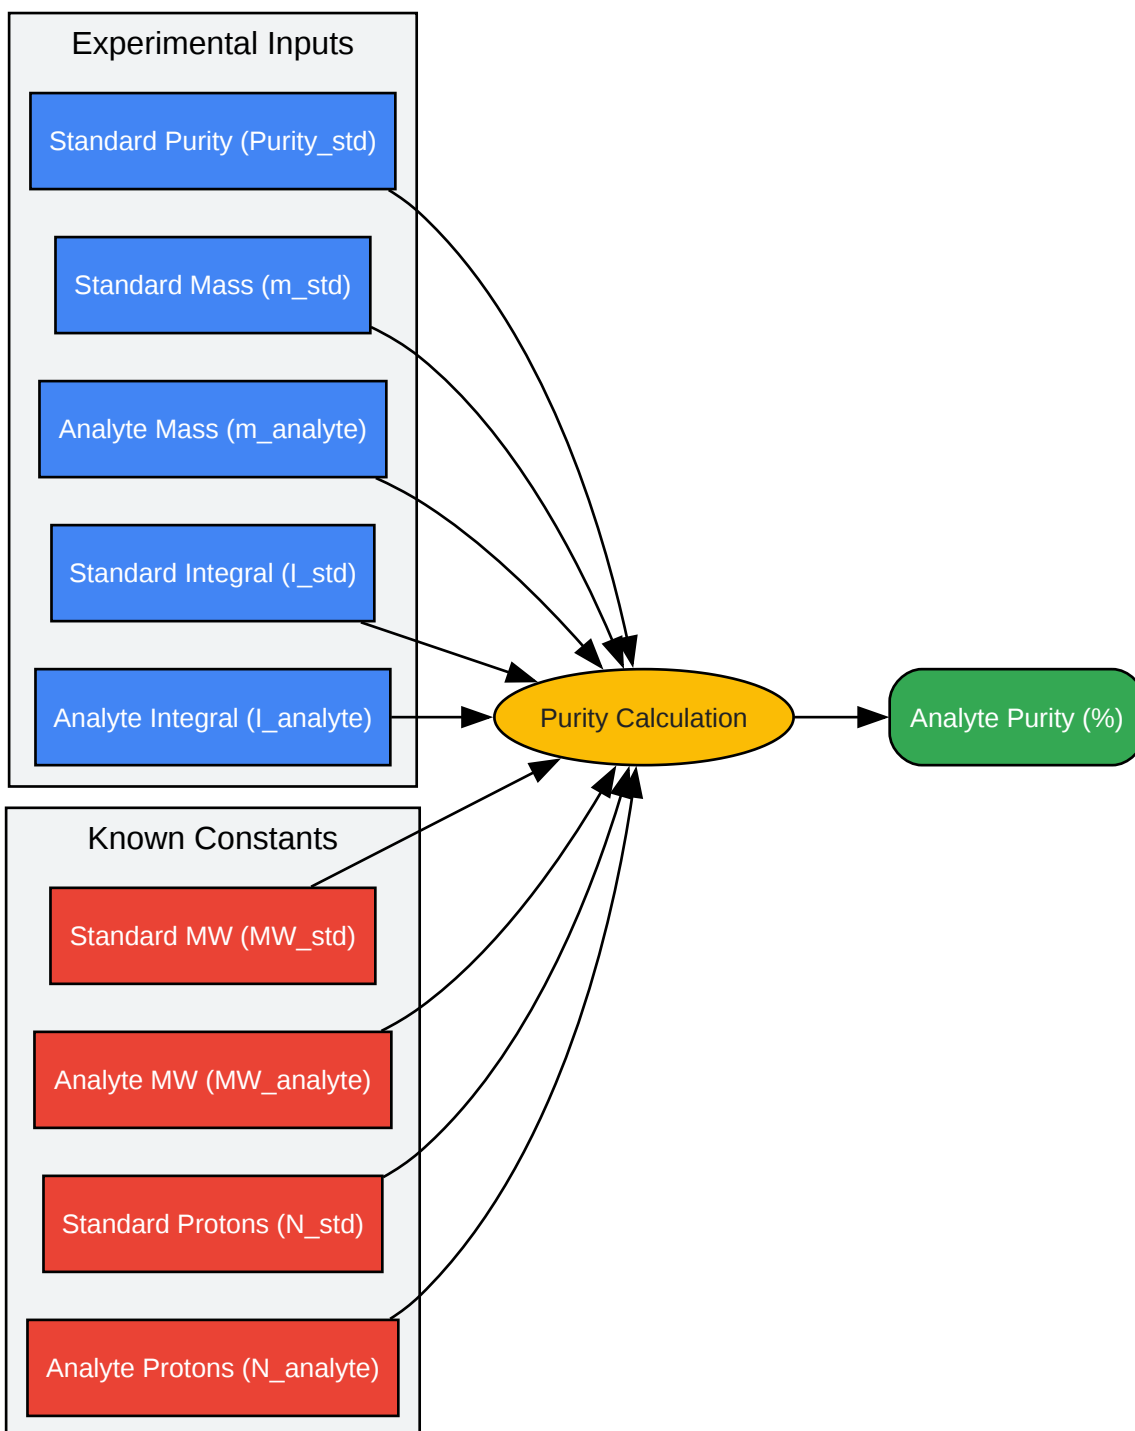 Experimental Inputs
Standard Purity (Purity_std)
Standard Mass (m_std)
Analyte Mass (m_analyte)
Standard Integral (I_std)
Analyte Integral (I_analyte)
Purity Calculation
Analyte Purity (%)
Known Constants
Standard MW (MW_std)
Analyte MW (MW_analyte)
Standard Protons (N_std)
Analyte Protons (N_analyte)